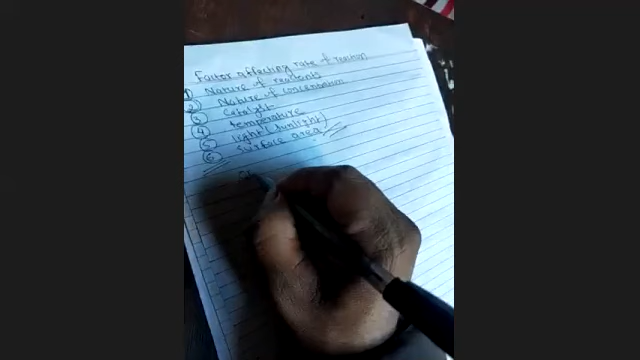 Factor affecting rate of reaction
1 Nature of reactants
2 Nature of concentration
3 Catalyst
4 temperature
5 light (sunlight)
6 surface area